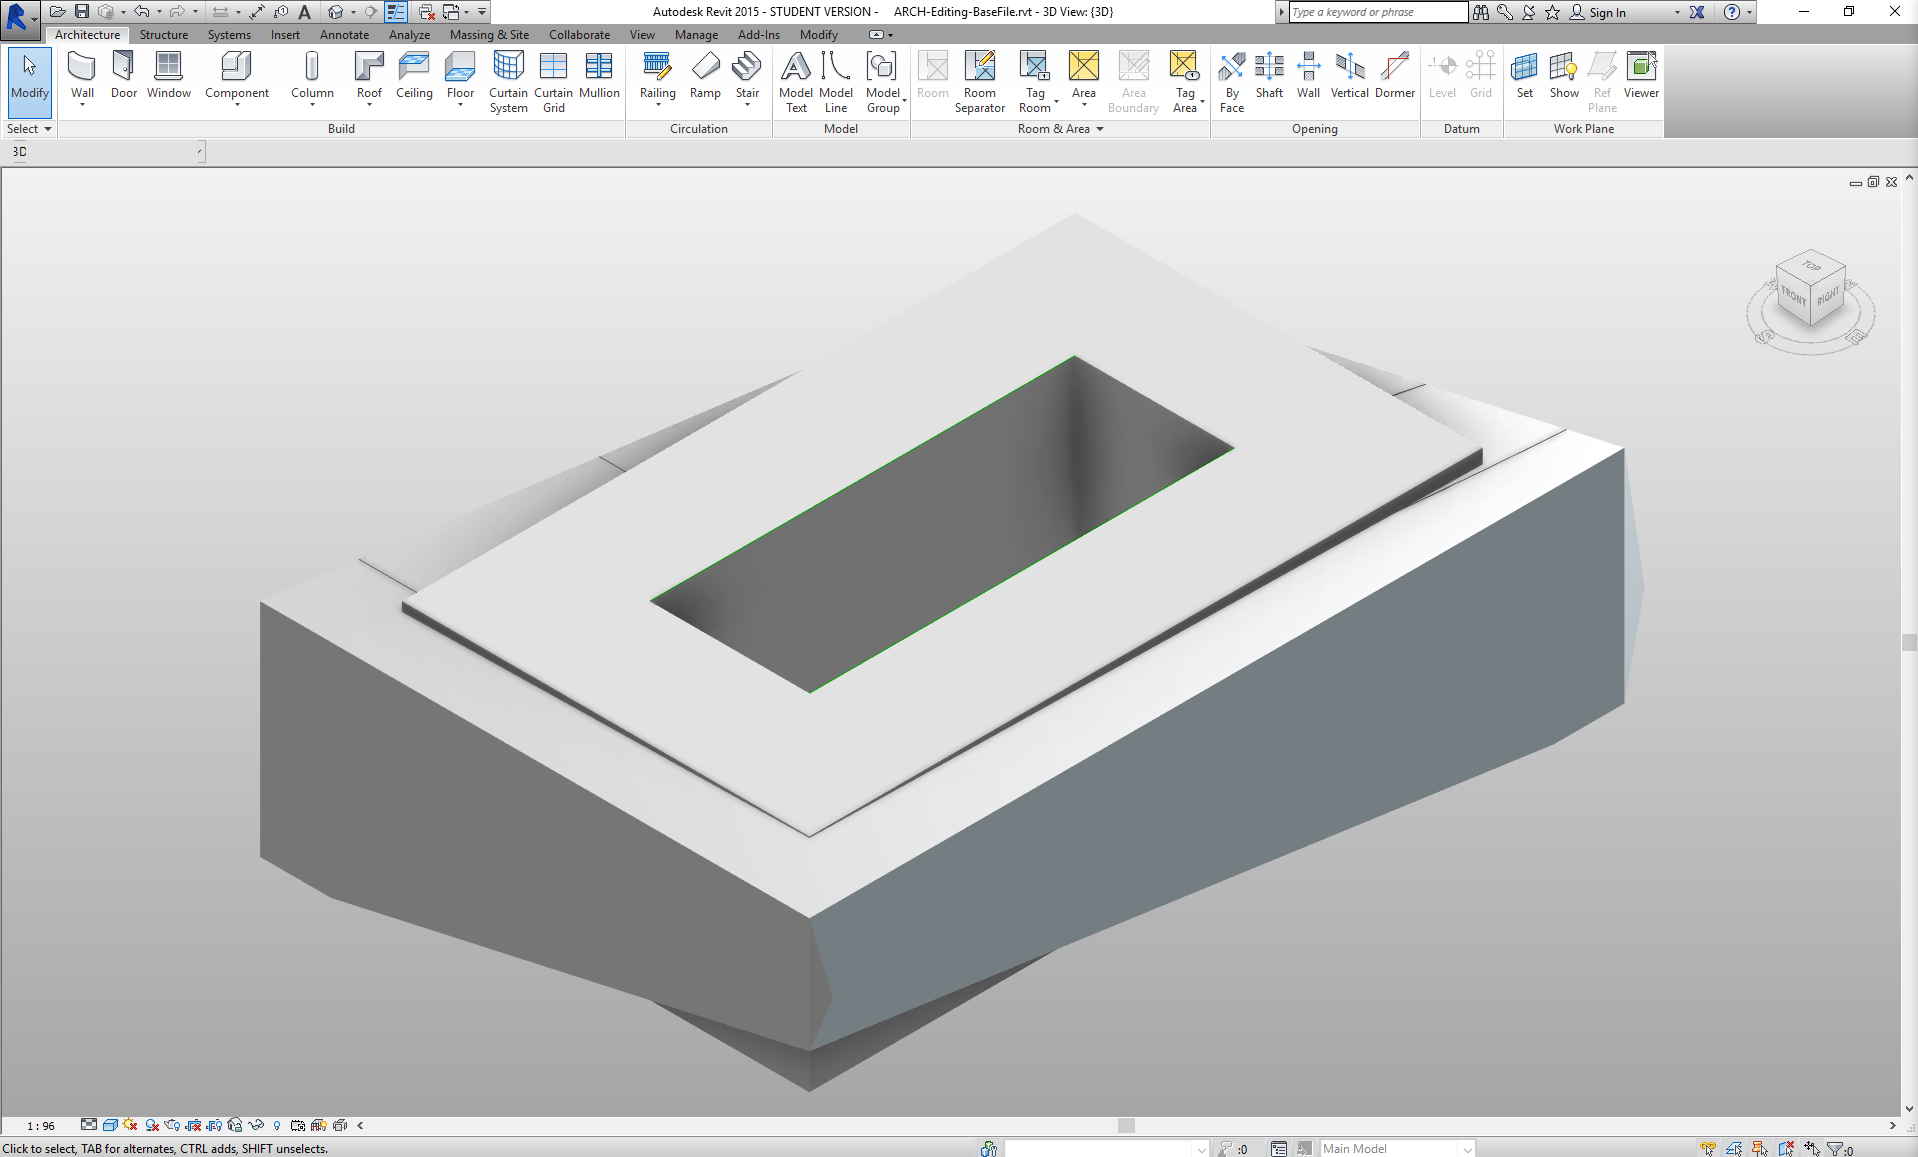 Autodesk Revit 2015 - STUDENT VERSION - ARCH-Editing-BaseFile.rvt - 3D View: {3D}
Type a keyword or phrase
Sign In
Architecture Structure Systems Insert Annotate Analyze Massing & Site Collaborate View Manage Add-Ins Modify
Modify Wall Door Window Component Column Roof Ceiling Floor Curtain System Curtain Grid Mullion Railing Ramp Stair Model Text Model Line Model Group Room Room Separator Tag Room Area Area Boundary Tag Area By Face Shaft Wall Vertical Dormer Level Grid Set Show Ref Plane Viewer
Select Build Circulation Model Room & Area Opening Datum Work Plane
3D
TOP
FRONT RIGHT
S E
1 : 96
Click to select, TAB for alternates, CTRL adds, SHIFT unselects.
:0
Main Model
:0